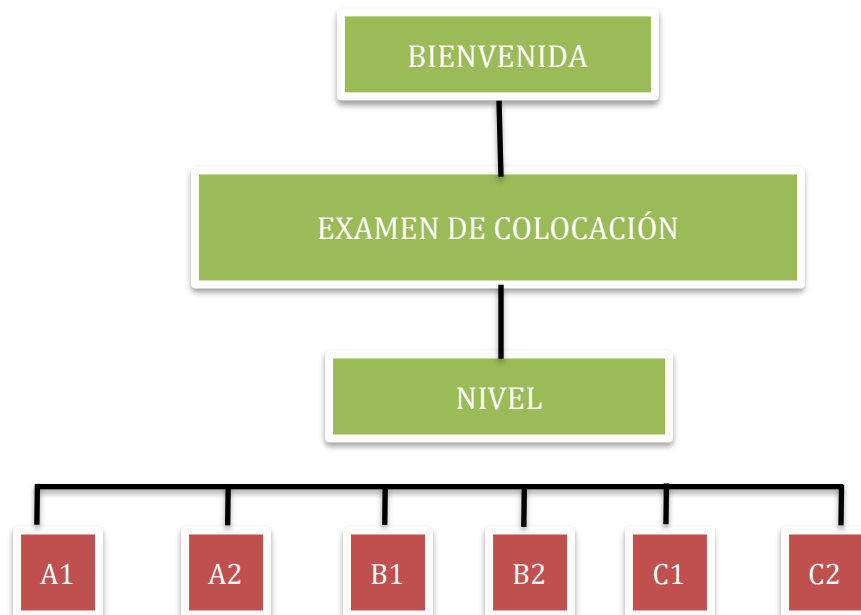 BIENVENIDA
EXAMEN DE COLOCACIÓN
NIVEL
A1 A2 B1 B2 C1 C2